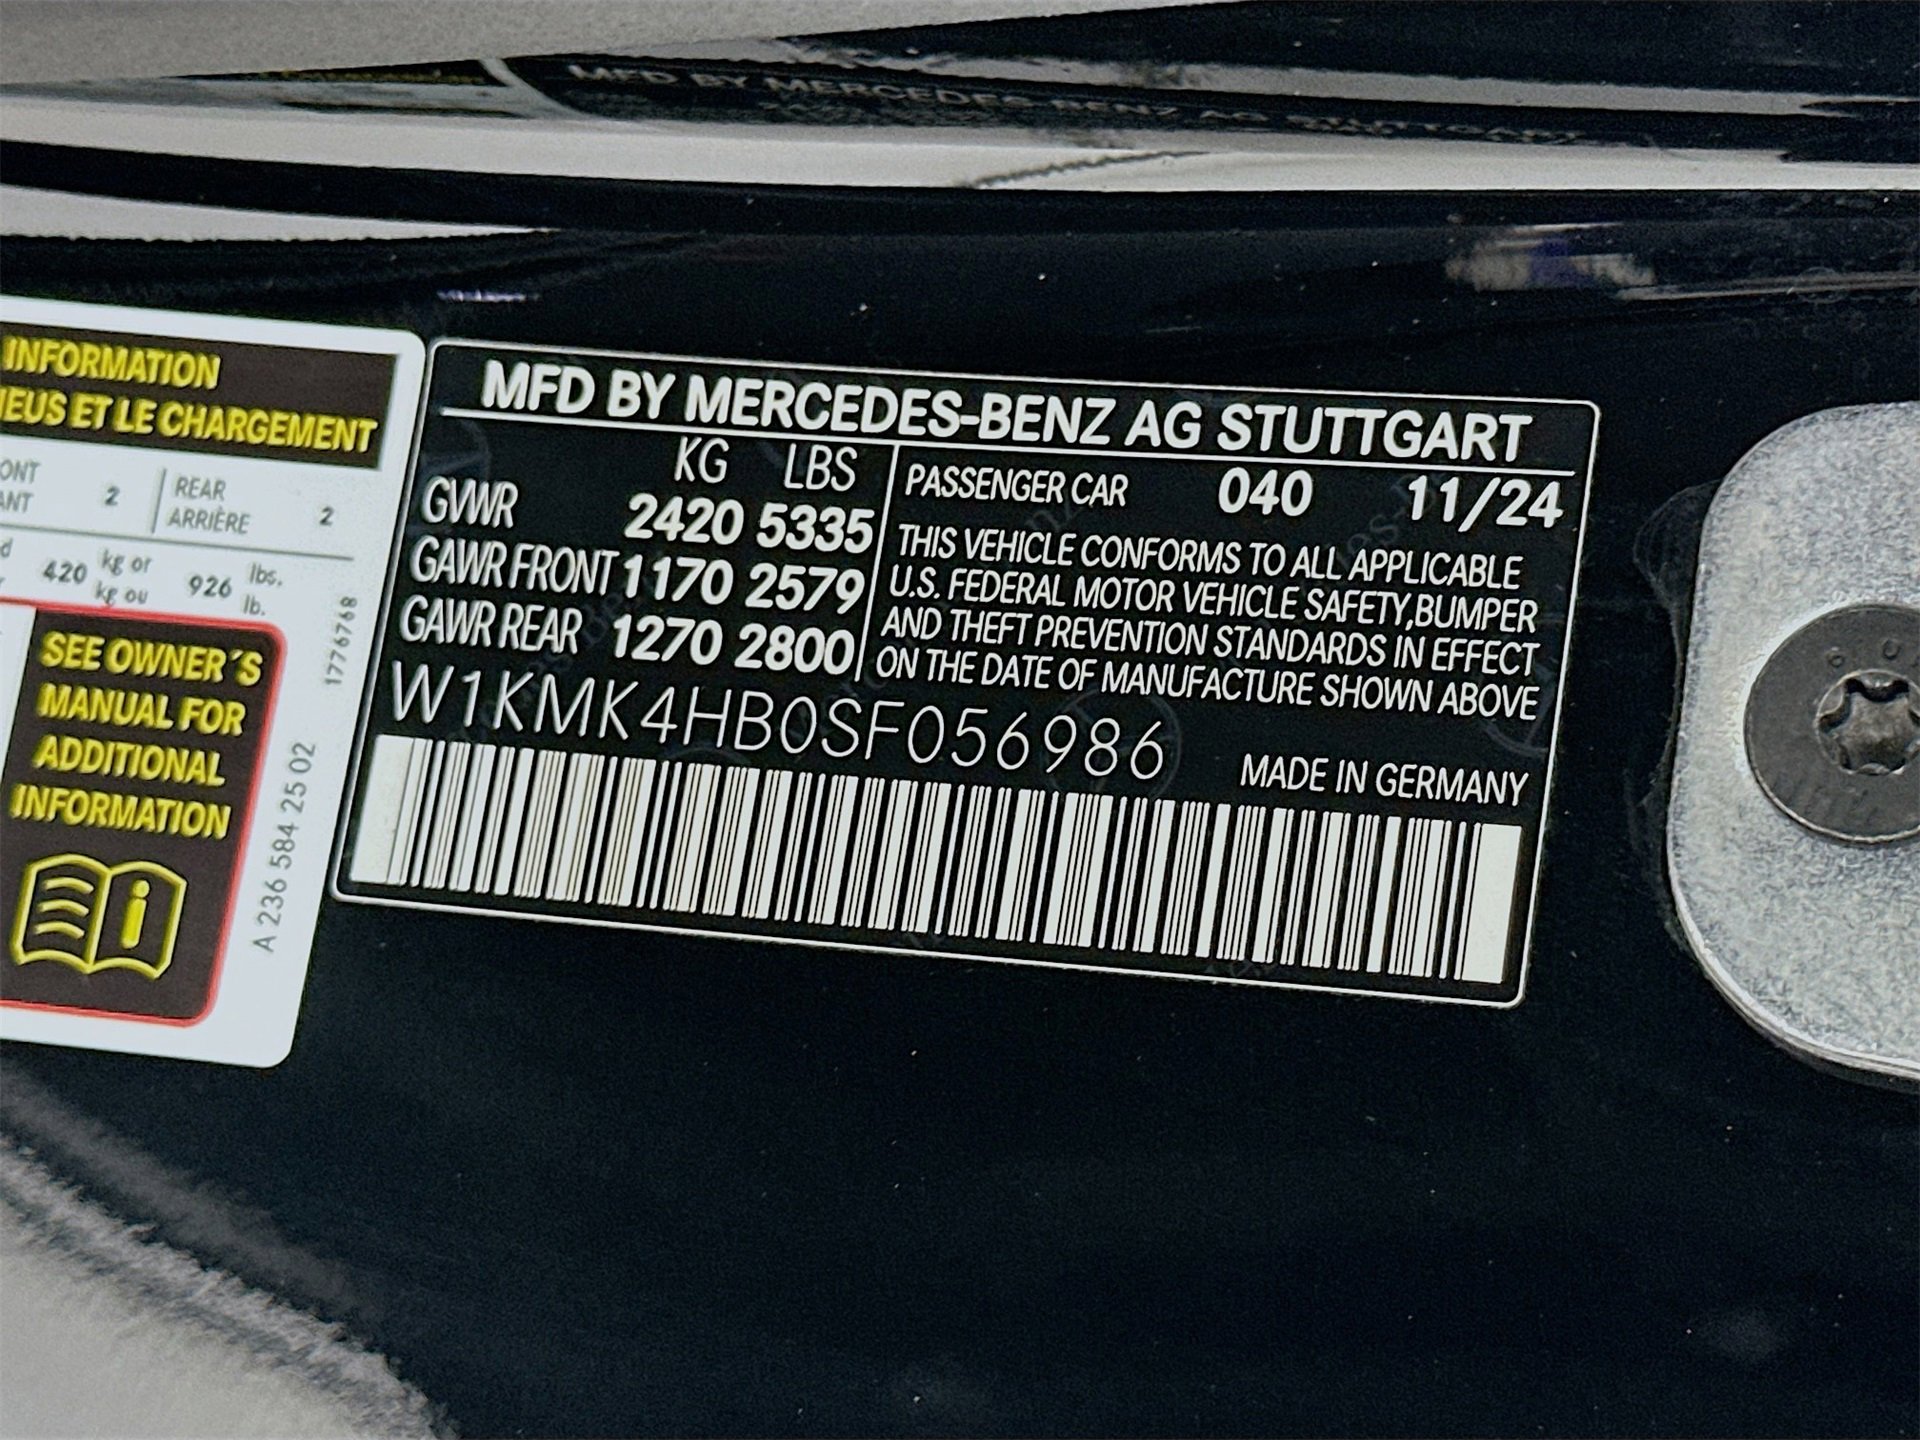 INFORMATION
ET LE CHARGEMENT
2 REAR 2
ARRIÈRE
420 kg or 926 lbs.
kg ou lb.
1776768
SEE OWNER´S
MANUAL FOR
ADDITIONAL
INFORMATION
i
A 236 584 25 02
MFD BY MERCEDES-BENZ AG STUTTGART
KG LBS
GVWR 2420 5335
GAWR FRONT 1170 2579
GAWR REAR 1270 2800
PASSENGER CAR 040 11/24
THIS VEHICLE CONFORMS TO ALL APPLICABLE
U.S. FEDERAL MOTOR VEHICLE SAFETY,BUMPER
AND THEFT PREVENTION STANDARDS IN EFFECT
ON THE DATE OF MANUFACTURE SHOWN ABOVE
W1KMK4HB0SF056986
MADE IN GERMANY